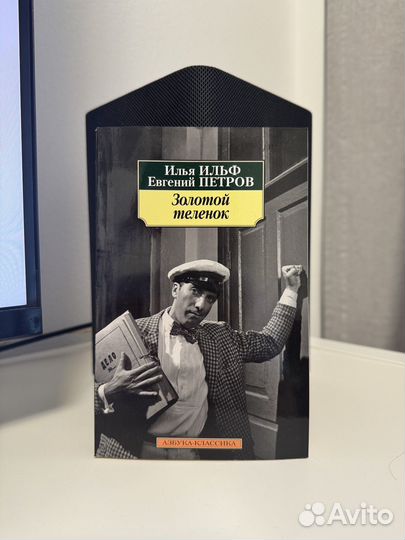 Илья ИЛЬФ
Евгений ПЕТРОВ
Золотой
теленок
ДЕЛО
АЗБУКА-КЛАССИКА
Avito